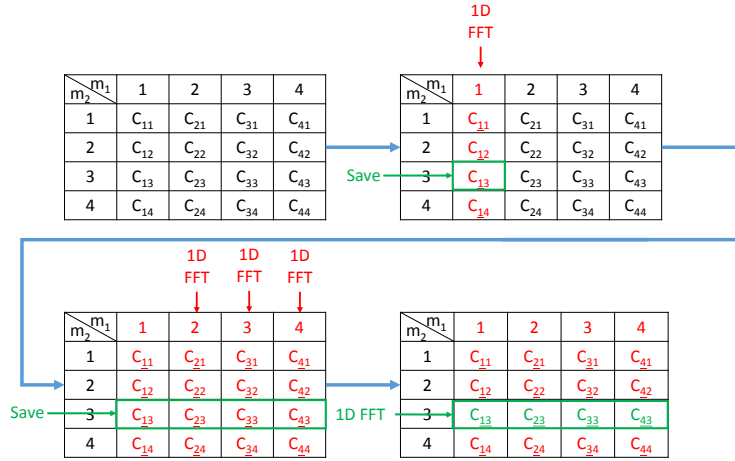 1D
FFT
m₂ m₁ 1 2 3 4
1 C₁₁ C₂₁ C₃₁ C₄₁
2 C₁₂ C₂₂ C₃₂ C₄₂
3 C₁₃ C₂₃ C₃₃ C₄₃
4 C₁₄ C₂₄ C₃₄ C₄₄
m₂ m₁ 1 2 3 4
1 C₁₁ C₂₁ C₃₁ C₄₁
2 C₁₂ C₂₂ C₃₂ C₄₂
Save 3 C₁₃ C₂₃ C₃₃ C₄₃
4 C₁₄ C₂₄ C₃₄ C₄₄
1D 1D 1D
FFT FFT FFT
m₂ m₁ 1 2 3 4
1 C₁₁ C₂₁ C₃₁ C₄₁
2 C₁₂ C₂₂ C₃₂ C₄₂
Save 3 C₁₃ C₂₃ C₃₃ C₄₃
4 C₁₄ C₂₄ C₃₄ C₄₄
m₂ m₁ 1 2 3 4
1 C₁₁ C₂₁ C₃₁ C₄₁
2 C₁₂ C₂₂ C₃₂ C₄₂
1D FFT 3 C₁₃ C₂₃ C₃₃ C₄₃
4 C₁₄ C₂₄ C₃₄ C₄₄